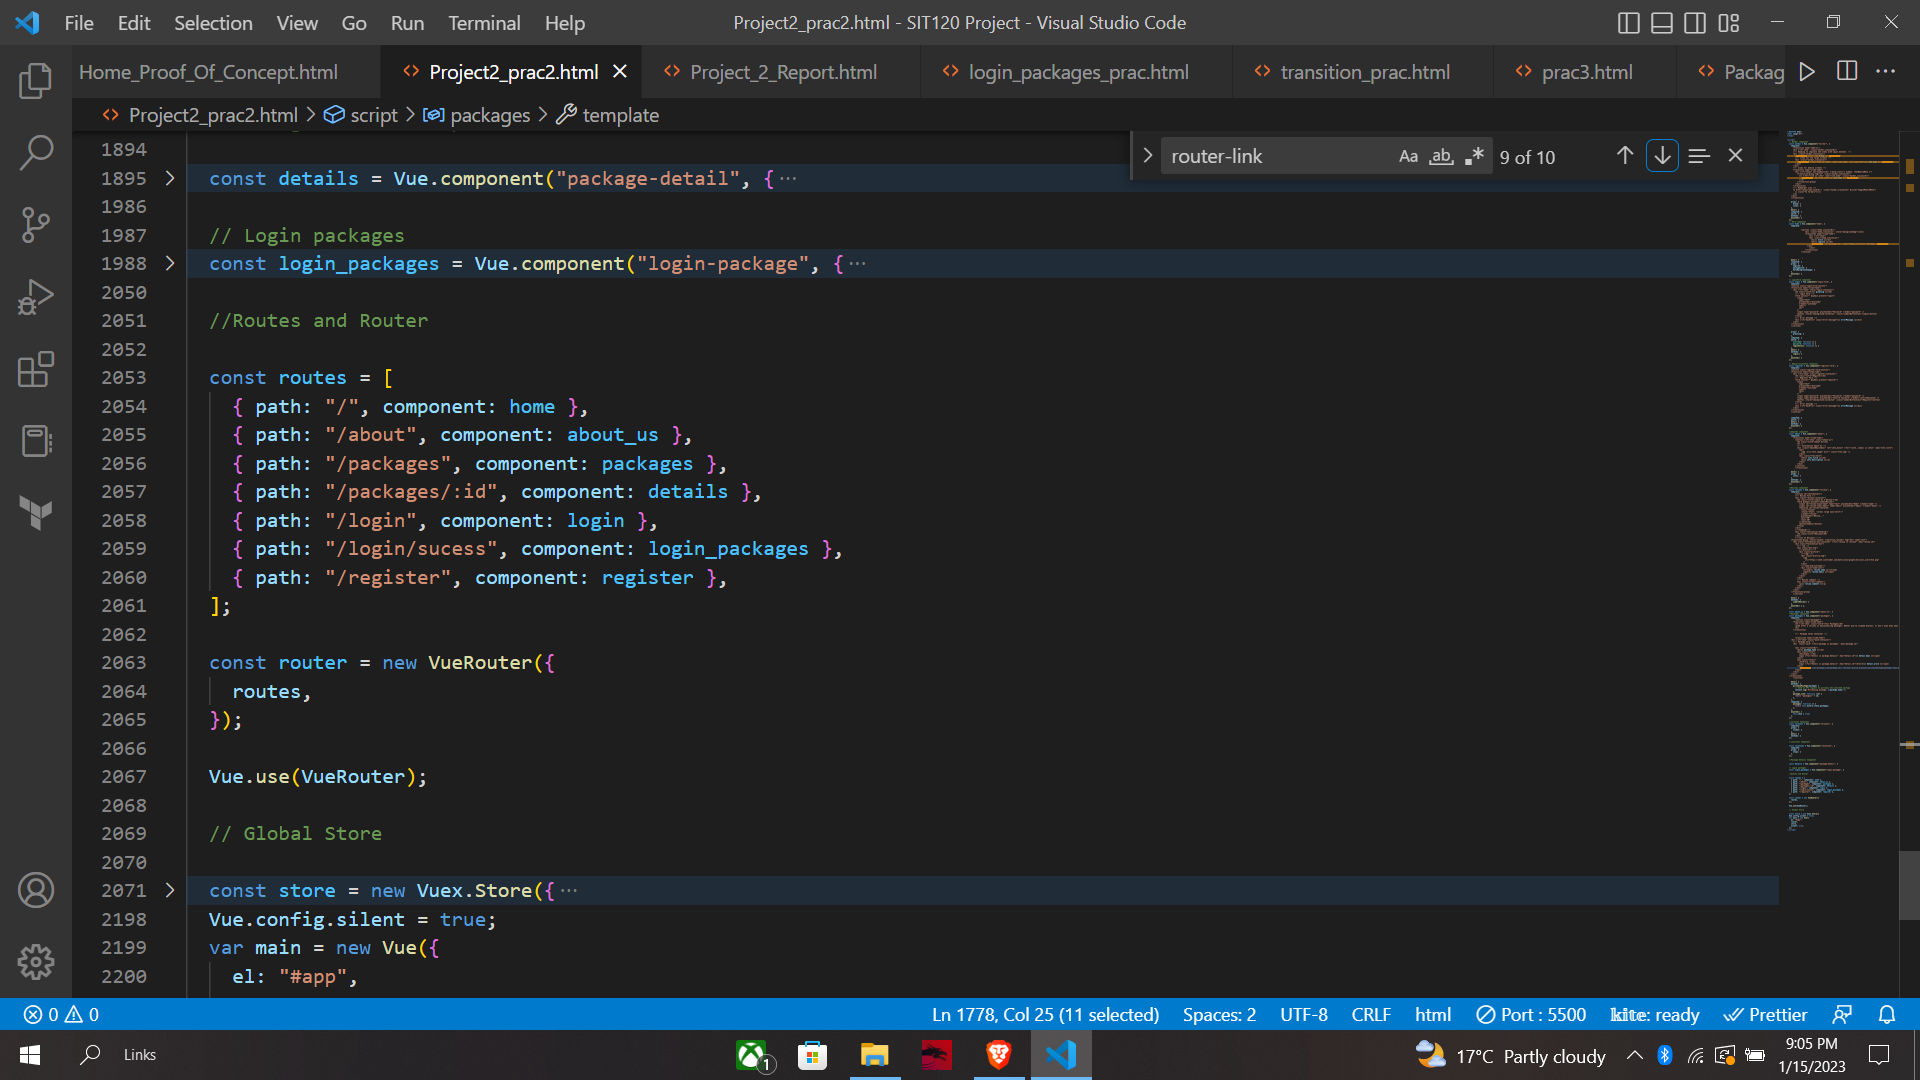 File Edit Selection View Go Run Terminal Help Project2_prac2.html - SIT120 Project - Visual Studio Code
Home_Proof_Of_Concept.html Project2_prac2.html Project_2_Report.html login_packages_prac.html transition_prac.html prac3.html Packag
Project2_prac2.html > script > packages > template
router-link Aa ab 9 of 10
1894
1895 const details = Vue.component("package-detail", {···
1986
1987 // Login packages
1988 const login_packages = Vue.component("login-package", {···
2050
2051 //Routes and Router
2052
2053 const routes = [
2054 { path: "/", component: home },
2055 { path: "/about", component: about_us },
2056 { path: "/packages", component: packages },
2057 { path: "/packages/:id", component: details },
2058 { path: "/login", component: login },
2059 { path: "/login/sucess", component: login_packages },
2060 { path: "/register", component: register },
2061 ];
2062
2063 const router = new VueRouter({
2064 routes,
2065 });
2066
2067 Vue.use(VueRouter);
2068
2069 // Global Store
2070
2071 const store = new Vuex.Store({···
2198 Vue.config.silent = true;
2199 var main = new Vue({
2200 el: "#app",
0 0 Ln 1778, Col 25 (11 selected) Spaces: 2 UTF-8 CRLF html Port : 5500 kite: ready Prettier
Links 1 17°C Partly cloudy 9:05 PM
1/15/2023